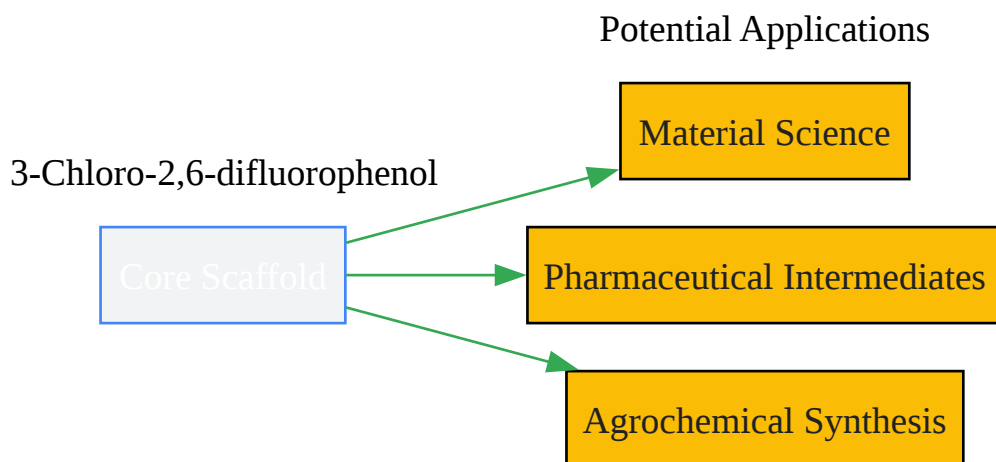 Potential Applications
Material Science
3-Chloro-2,6-difluorophenol
Core Scaffold
Pharmaceutical Intermediates
Agrochemical Synthesis